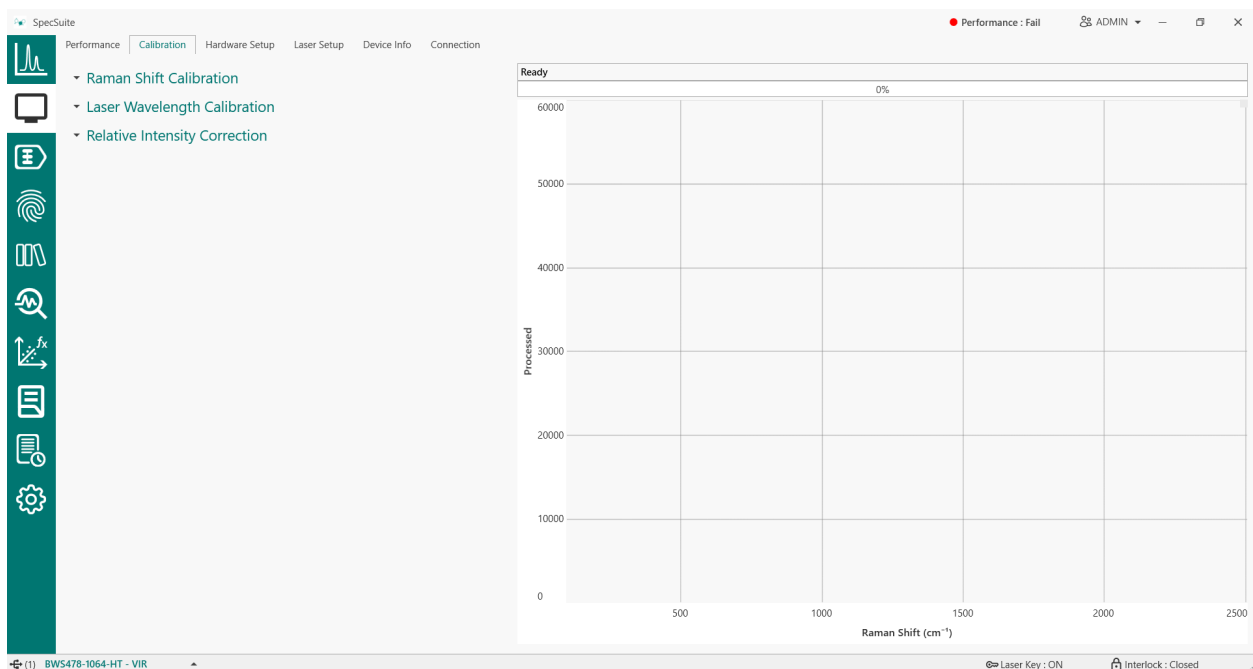 SpecSuite
Performance : Fail
ADMIN
Performance
Calibration
Hardware Setup
Laser Setup
Device Info
Connection
Raman Shift Calibration
Laser Wavelength Calibration
Relative Intensity Correction
Ready
0%
60000
50000
40000
30000
20000
10000
0
Processed
500
1000
1500
2000
2500
Raman Shift (cm⁻¹)
fx
(1) BWS478-1064-HT - VIR
Laser Key : ON
Interlock : Closed